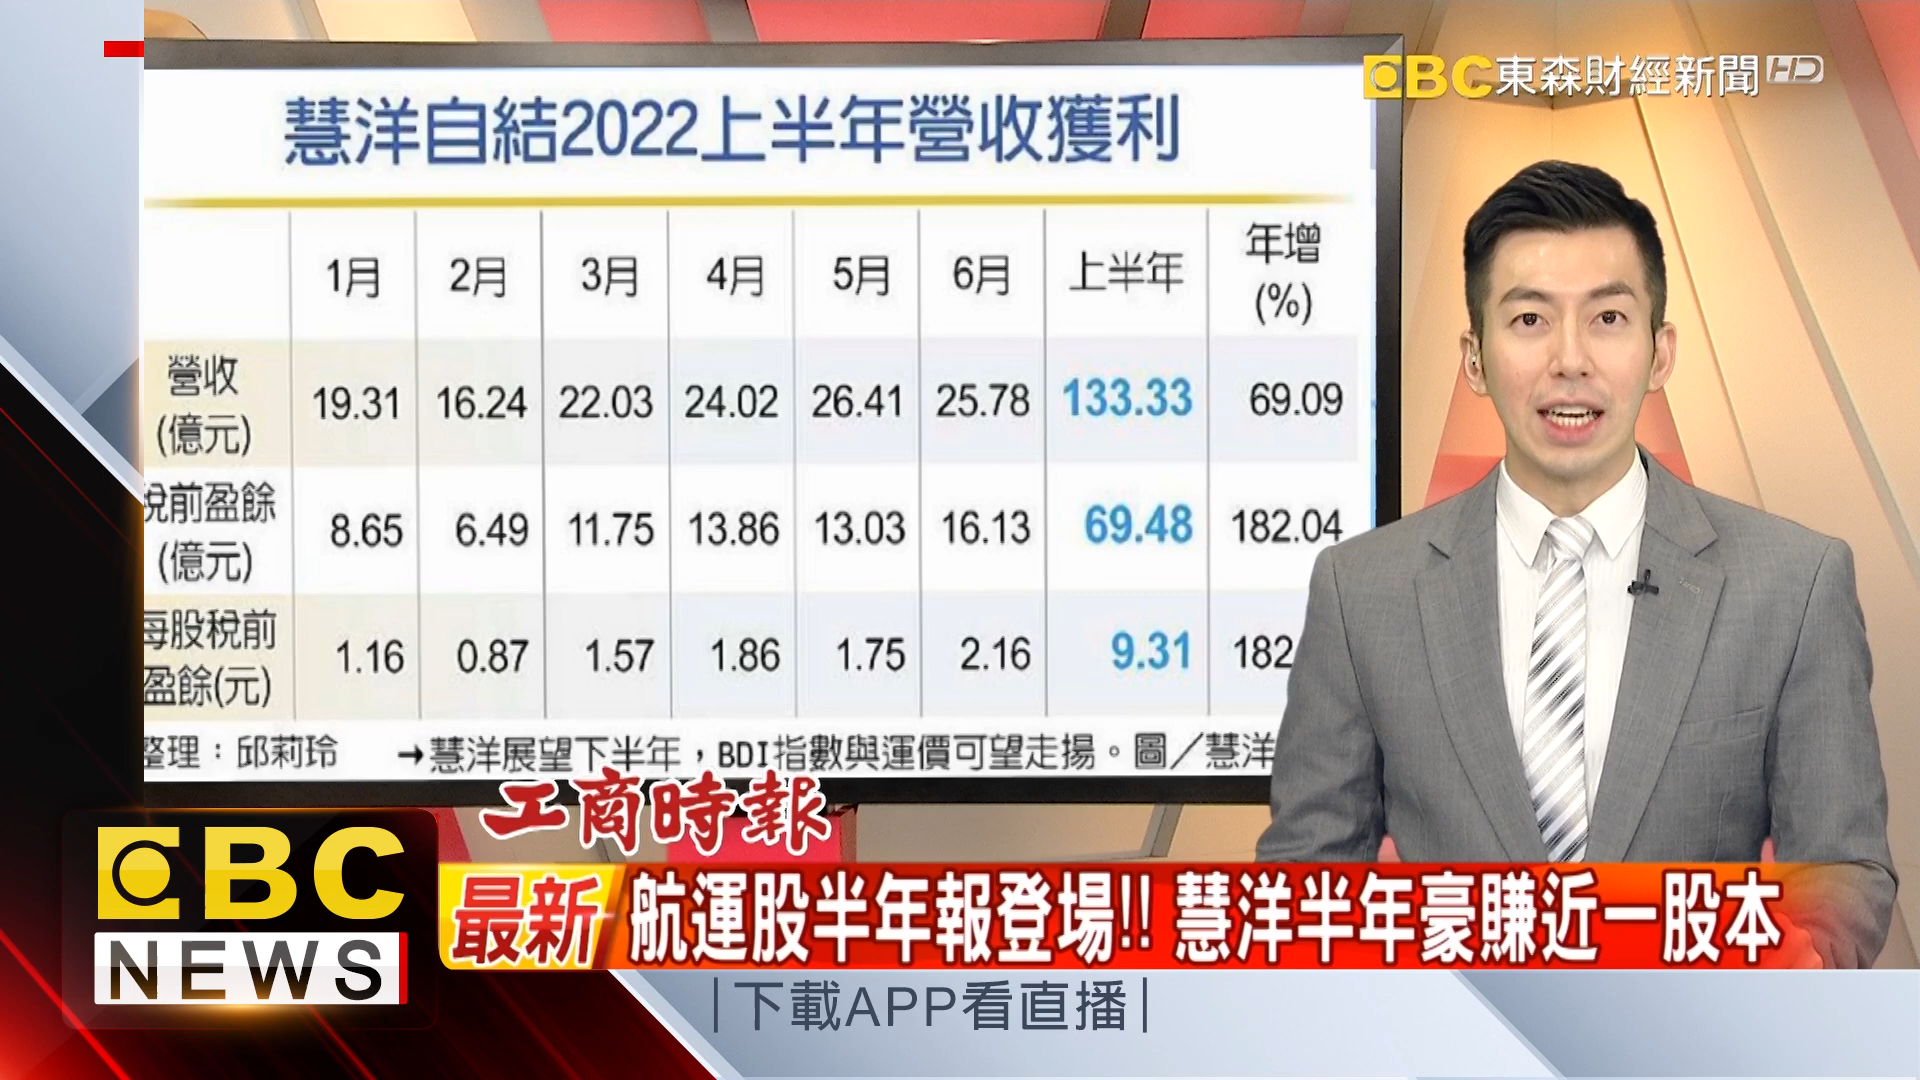 EBC 東森財經新聞 HD
慧洋自結2022上半年營收獲利
1月 2月 3月 4月 5月 6月 上半年 年增(%)
營收(億元) 19.31 16.24 22.03 24.02 26.41 25.78 133.33 69.09
稅前盈餘(億元) 8.65 6.49 11.75 13.86 13.03 16.13 69.48 182.04
每股稅前盈餘(元) 1.16 0.87 1.57 1.86 1.75 2.16 9.31 182
整理：邱莉玲 →慧洋展望下半年，BDI指數與運價可望走揚。圖／慧洋
工商時報
最新 航運股半年報登場!! 慧洋半年豪賺近一股本
EBC
NEWS
|下載APP看直播|